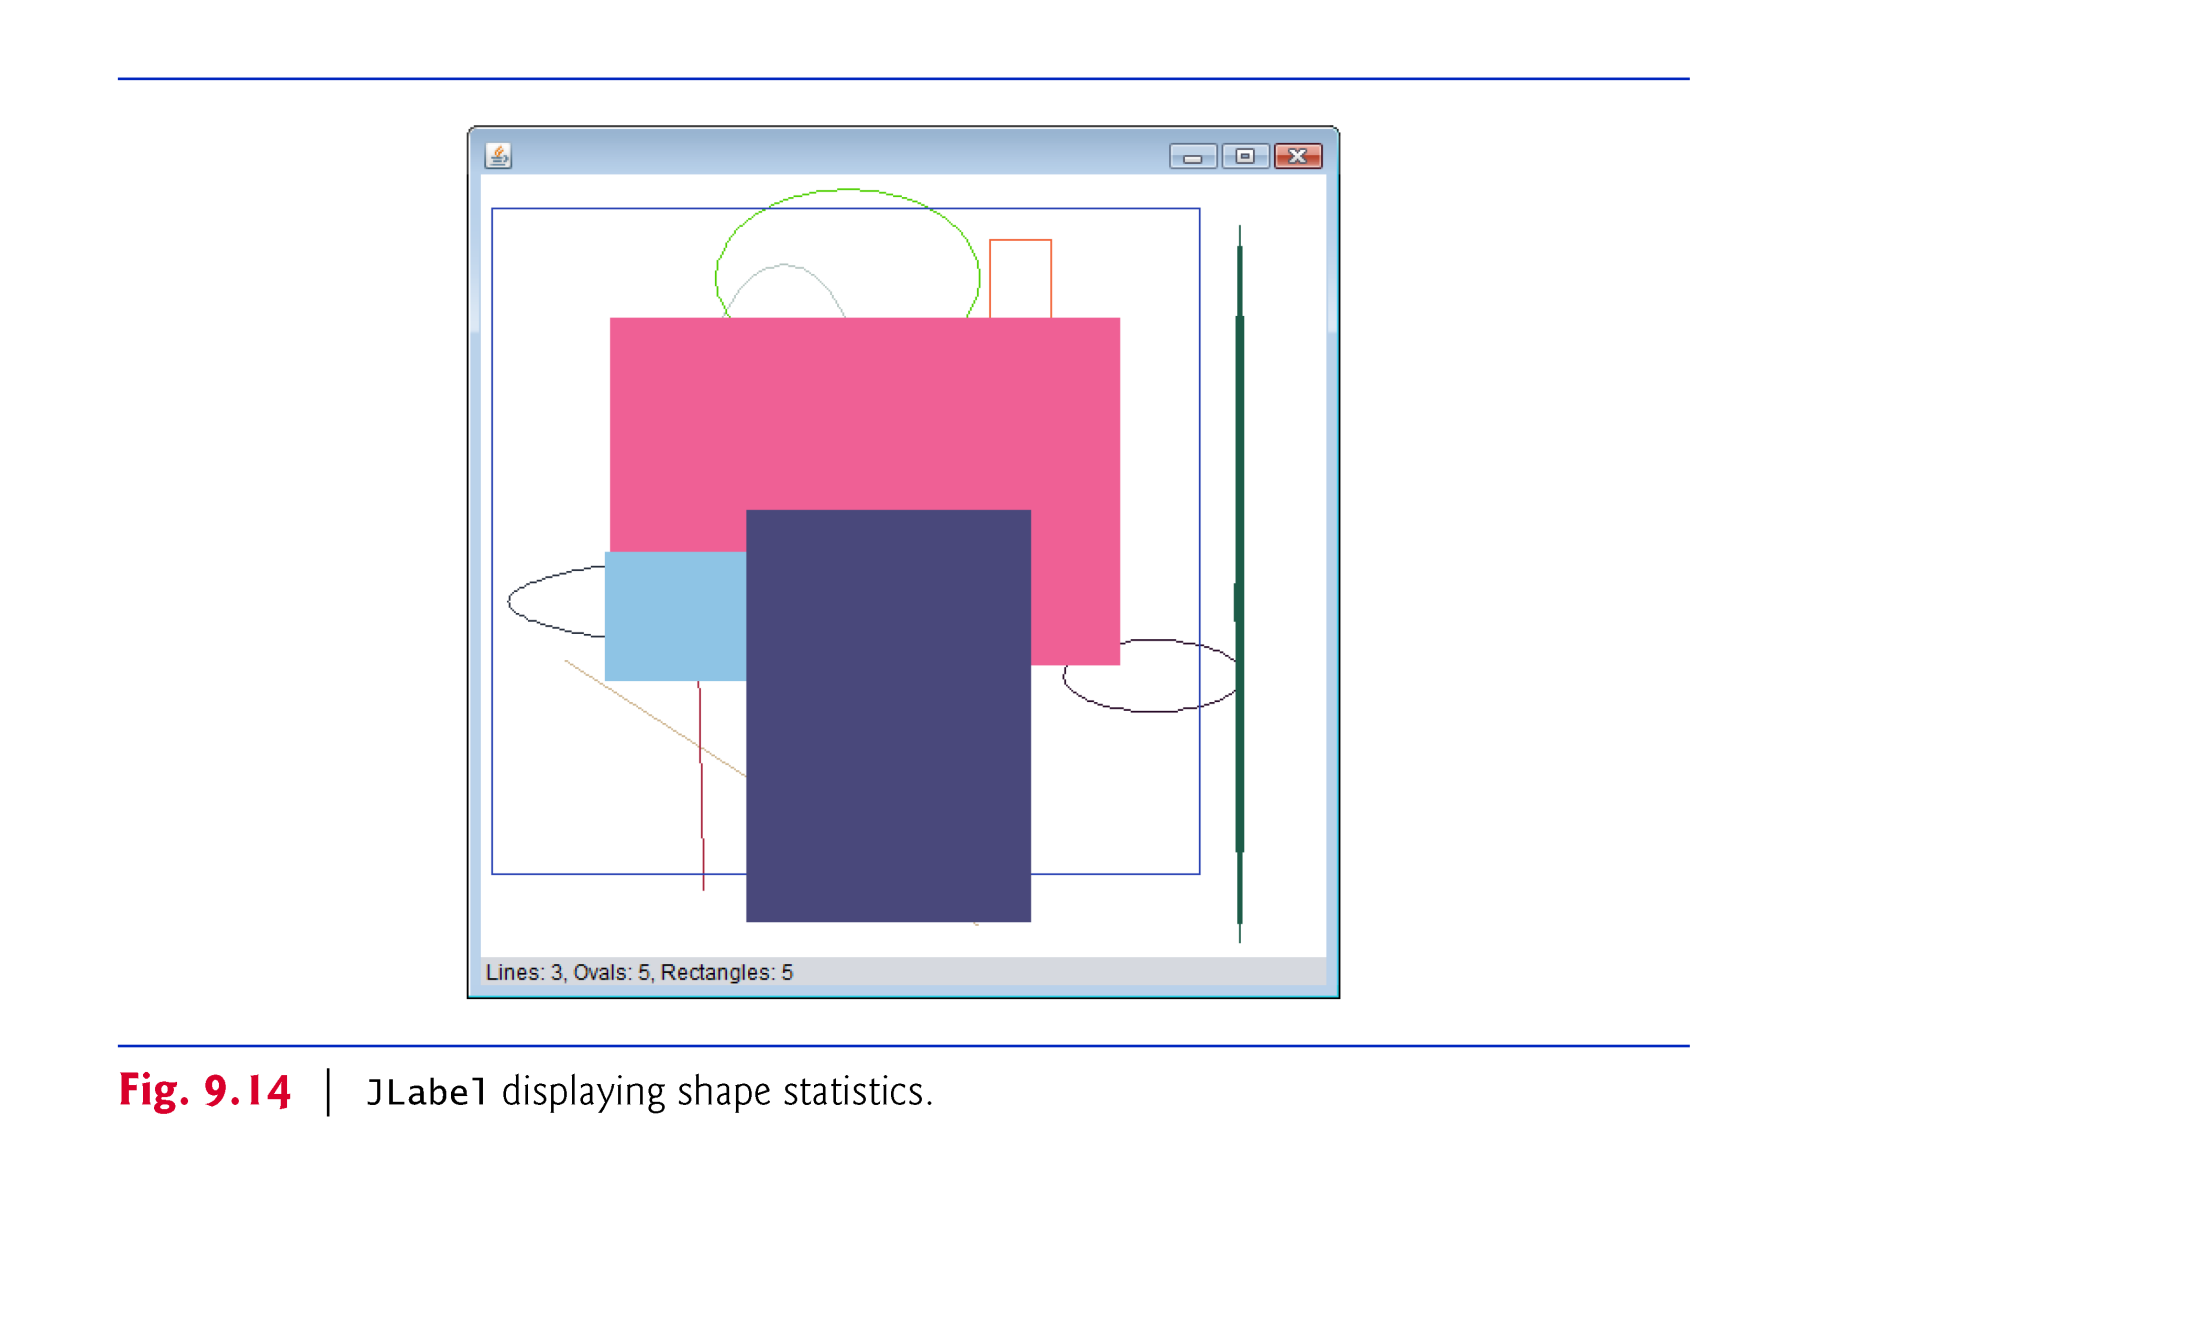 Lines: 3, Ovals: 5, Rectangles: 5
Fig. 9.14 | JLabel displaying shape statistics.